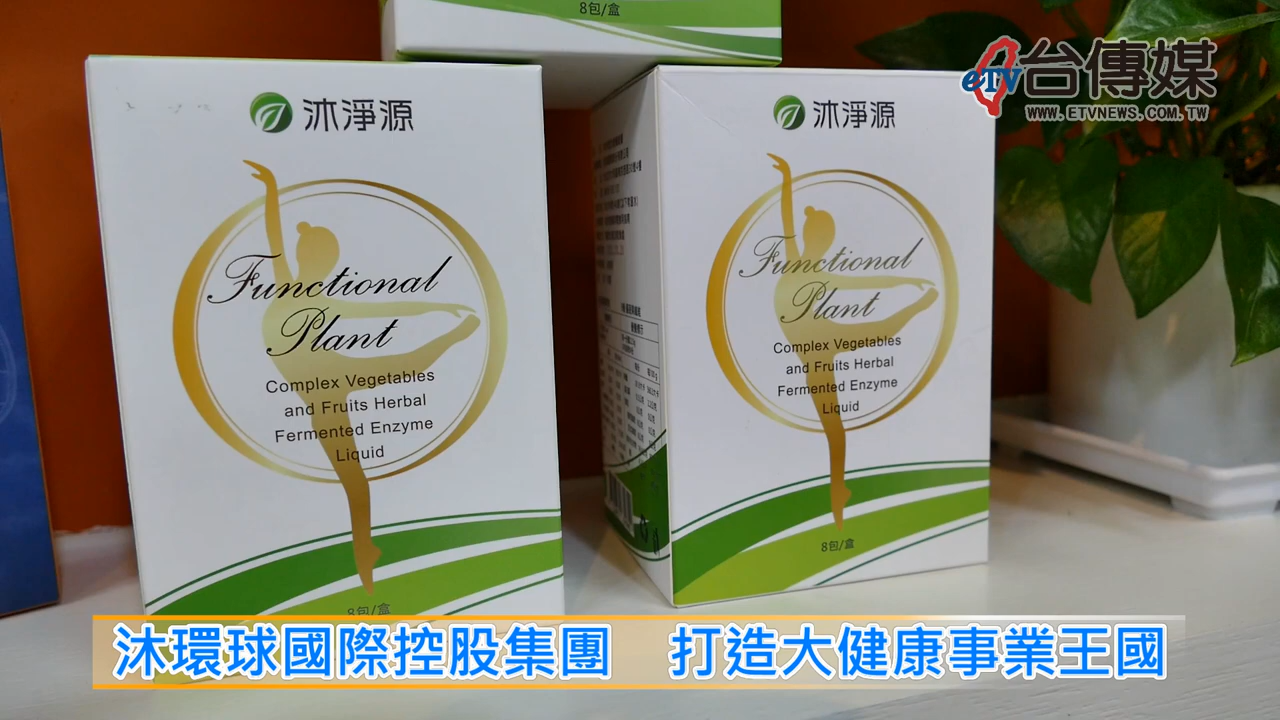 8包/盒
eTV台傳媒
WWW.ETVNEWS.COM.TW
沐淨源
Functional
Plant
Complex Vegetables
and Fruits Herbal
Fermented Enzyme
Liquid
8包/盒
沐淨源
Functional
Plant
Complex Vegetables
and Fruits Herbal
Fermented Enzyme
Liquid
8包/盒
沐環球國際控股集團 打造大健康事業王國